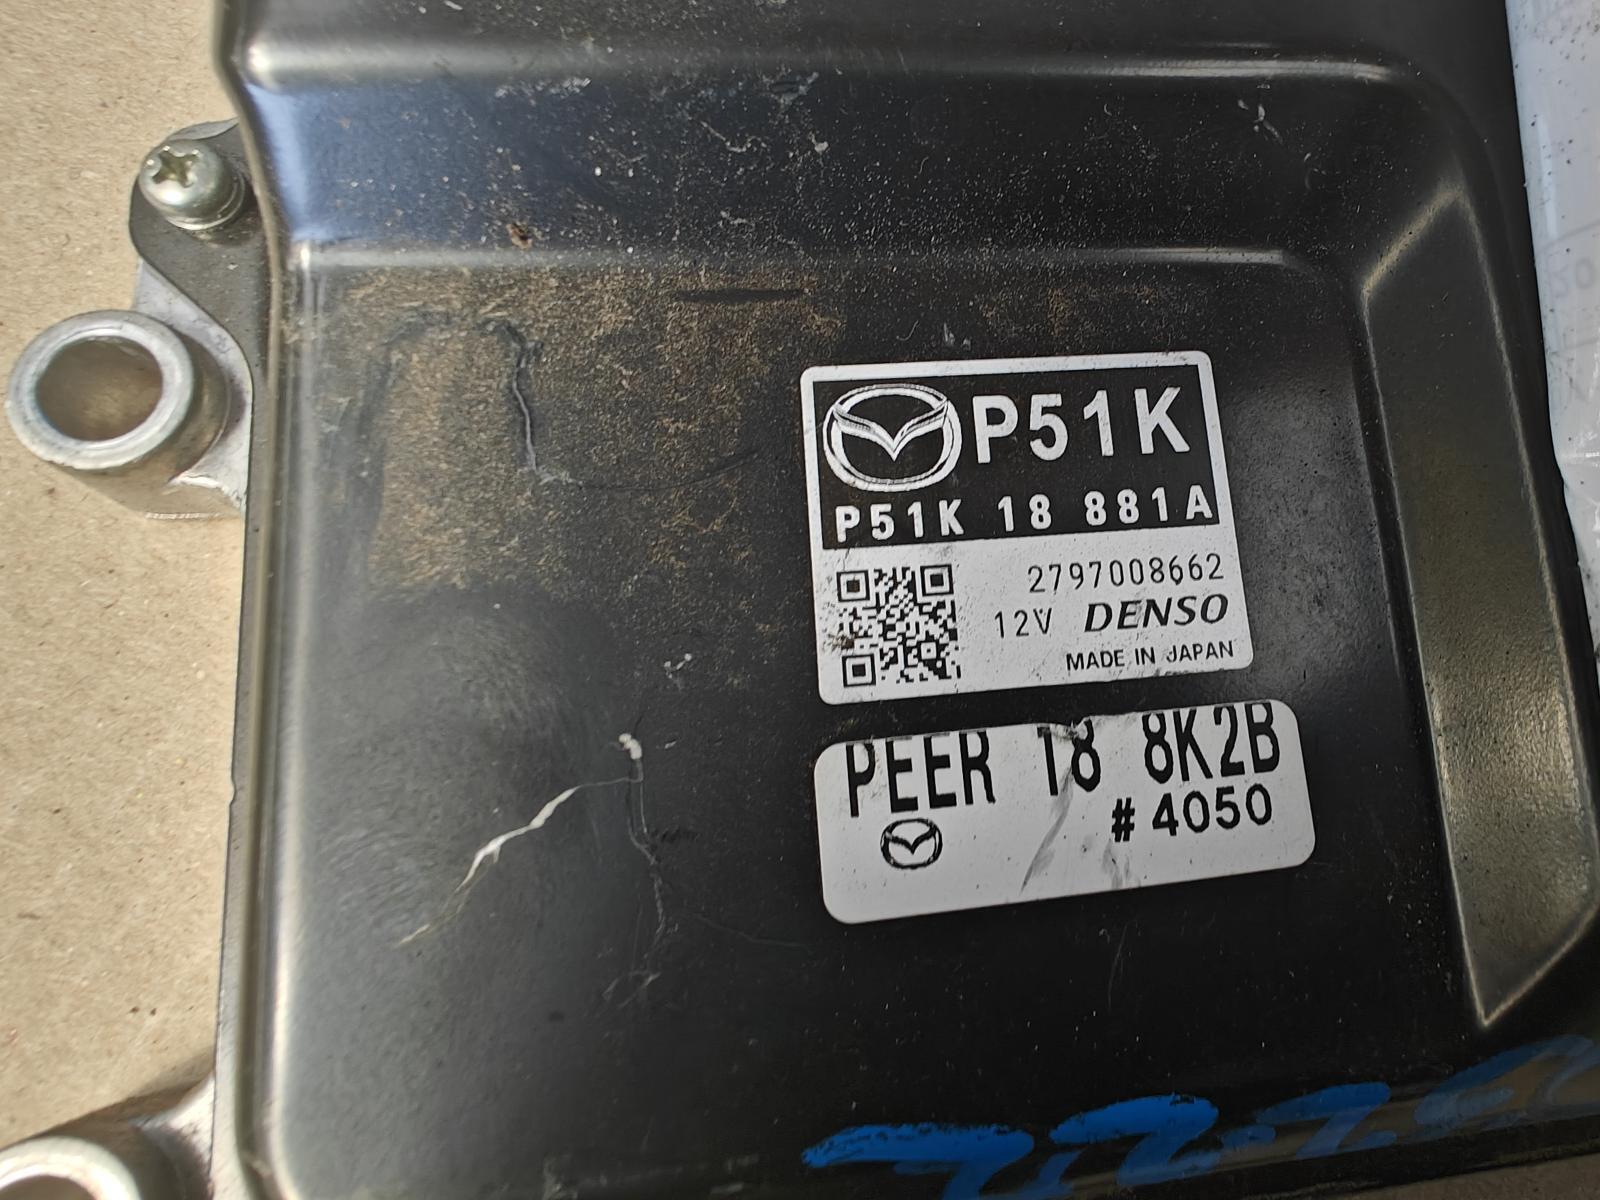 P51K
P51K 18 881A
2797008662
12V DENSO
MADE IN JAPAN
PEER 18 8K2B
#4050